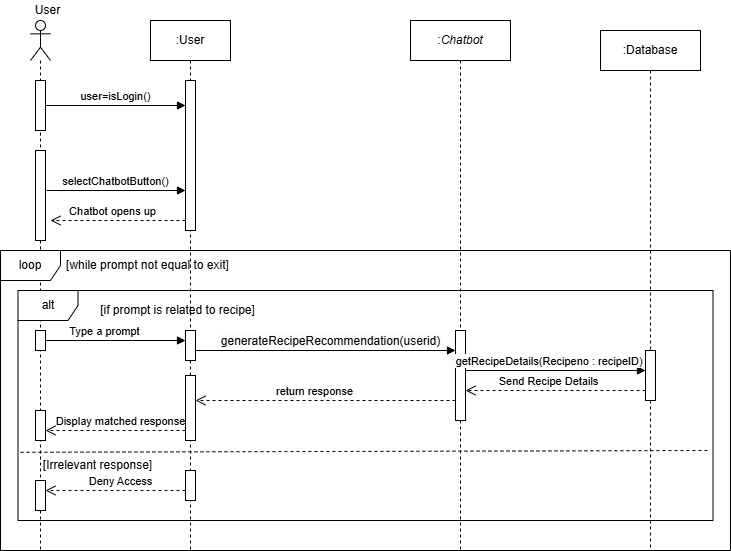 User
:User
:Chatbot
:Database
user=isLogin()
selectChatbotButton()
Chatbot opens up
loop
[while prompt not equal to exit]
alt
[if prompt is related to recipe]
Type a prompt
generateRecipeRecommendation(userid)
getRecipeDetails(Recipeno : recipeID)
Send Recipe Details
return response
Display matched response
[Irrelevant response]
Deny Access